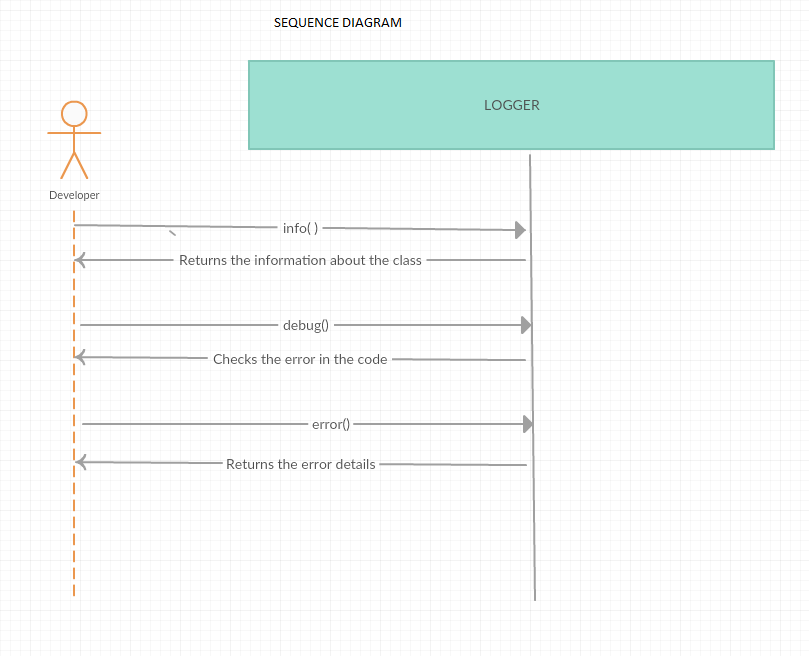 SEQUENCE DIAGRAM
LOGGER
Developer
info( )
Returns the information about the class
debug()
Checks the error in the code
error()
Returns the error details